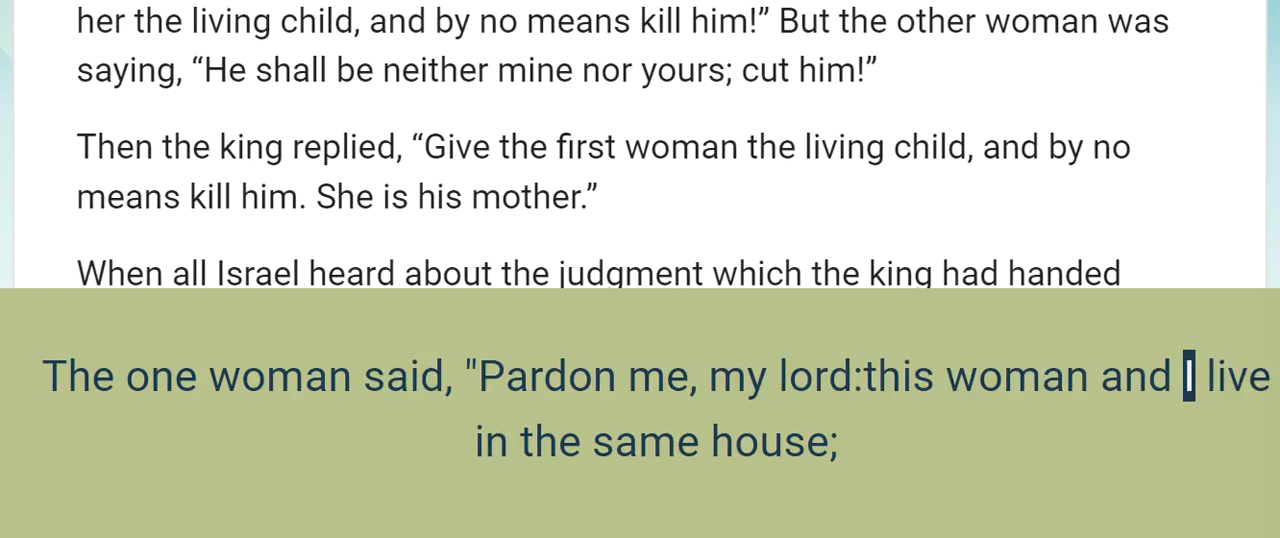 her the living child, and by no means kill him!” But the other woman was
saying, “He shall be neither mine nor yours; cut him!”
Then the king replied, “Give the first woman the living child, and by no
means kill him. She is his mother.”
When all Israel heard about the judgment which the king had handed
The one woman said, "Pardon me, my lord:this woman and I live
in the same house;